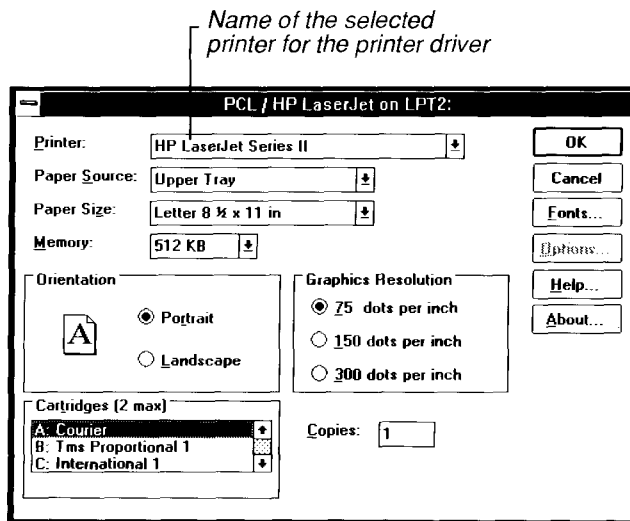 Name of the selected
printer for the printer driver
PCL / HP LaserJet on LPT2:
Printer: HP LaserJet Series II
Paper Source: Upper Tray
Paper Size: Letter 8 ½ x 11 in
Memory: 512 KB
OK
Cancel
Fonts...
Options...
Help...
About...
Orientation
A
Portrait
Landscape
Graphics Resolution
75 dots per inch
150 dots per inch
300 dots per inch
Cartridges (2 max)
A: Courier
B: Tms Proportional 1
C: International 1
Copies: 1